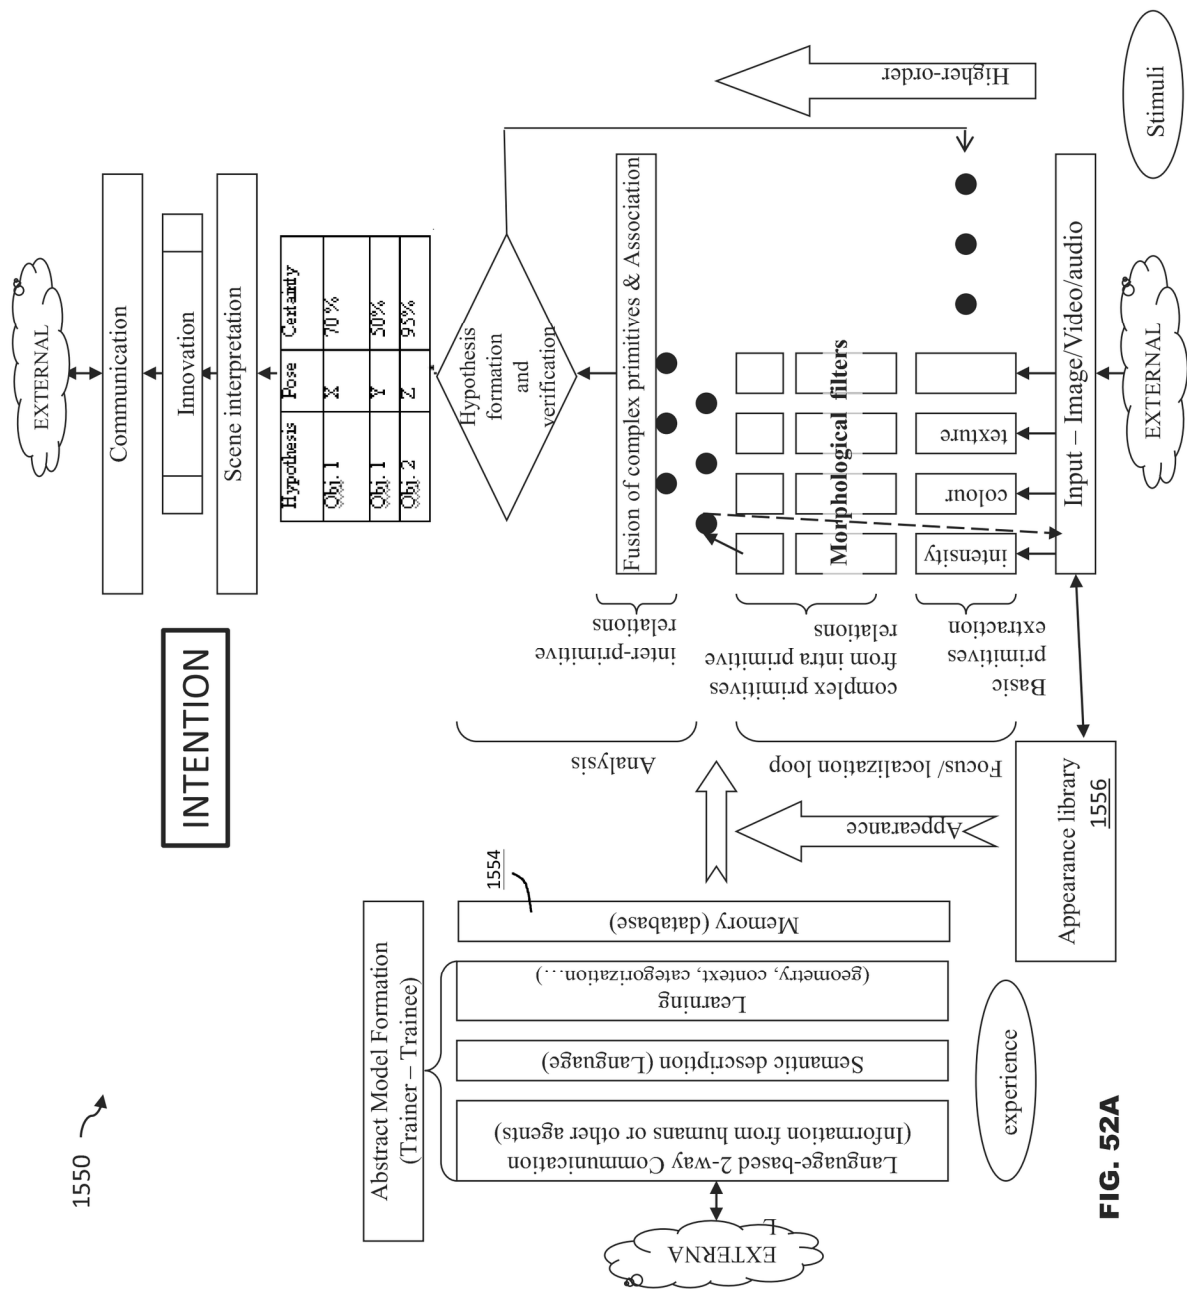 1550
INTENTION
EXTERNAL
Communication
Innovation
Scene interpretation
Hypothesis Pose Certainty
Obj. 1 X 70%
Obj. 1 Y 50%
Obj. 2 Z 95%
Hypothesis
formation
and
verification
Fusion of complex primitives & Association
Morphological filters
intensity
colour
texture
Input – Image/Video/audio
EXTERNAL
Stimuli
Higher-order
inter-primitive
relations
complex primitives
from intra primitive
relations
Basic
primitives
extraction
Analysis
Focus/ localization loop
Appearance
Appearance library
1556
Abstract Model Formation
(Trainer – Trainee)
1554
Memory (database)
Learning
(geometry, context, categorization…)
Semantic description (Language)
Language-based 2-way Communication
(Information from humans or other agents)
EXTERNA
L
experience
FIG. 52A